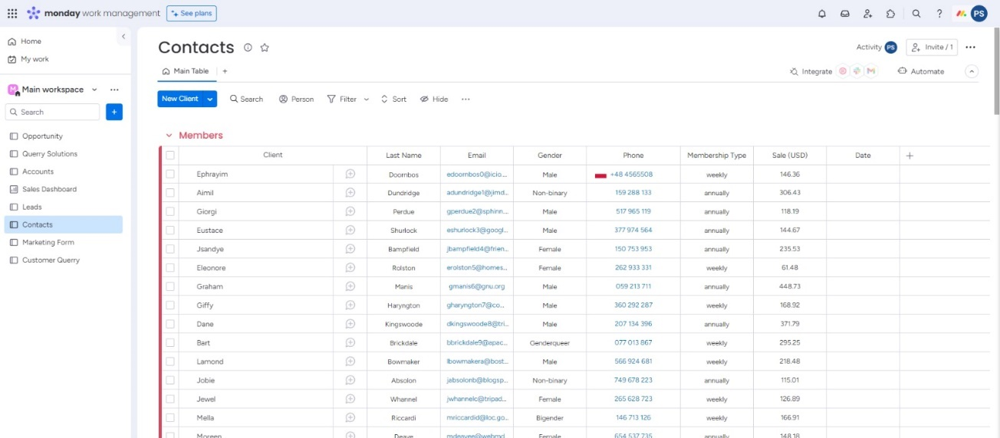 monday work management See plans PS
Home
My work
Main workspace
Search
Opportunity
Querry Solutions
Accounts
Sales Dashboard
Leads
Contacts
Marketing Form
Customer Querry
Contacts Activity PS Invite / 1
Main Table + Integrate Automate
New Client Search Person Filter Sort Hide
Members
Client Last Name Email Gender Phone Membership Type Sale (USD) Date
Ephrayim Doornbos edoornbos0@icio... Male +48 4565508 weekly 146.36
Aimil Dundridge adundridge1@jimd... Non-binary 159 288 133 annually 306.43
Giorgi Perdue gperdue2@sphinn... Male 517 965 119 annually 118.19
Eustace Shurlock eshurlock3@googl... Male 377 974 564 annually 144.67
Jsandye Bampfield jbampfield4@frien... Female 150 753 953 annually 235.53
Eleonore Rolston erolston5@homes... Female 262 933 331 weekly 61.48
Graham Manis gmanis6@gnu.org Male 059 213 711 annually 448.73
Giffy Haryngton gharyngton7@co... Male 360 292 287 weekly 168.92
Dane Kingswoode dkingswoode8@tri... Male 207 134 396 annually 371.79
Bart Brickdale bbrickdale9@apac... Genderqueer 077 013 867 weekly 295.25
Lamond Bowmaker lbowmakera@bost... Male 566 924 681 weekly 218.48
Jobie Absolon jabsolonb@blogsp... Non-binary 749 678 223 annually 115.01
Jewel Whannel jwhannelc@tripad... Female 265 628 723 weekly 126.89
Mella Riccardi mriccardid@loc.go... Bigender 146 713 126 weekly 166.91
Moreen Deavee mdeavee@webmd... Female 654 537 735 annually 148.18